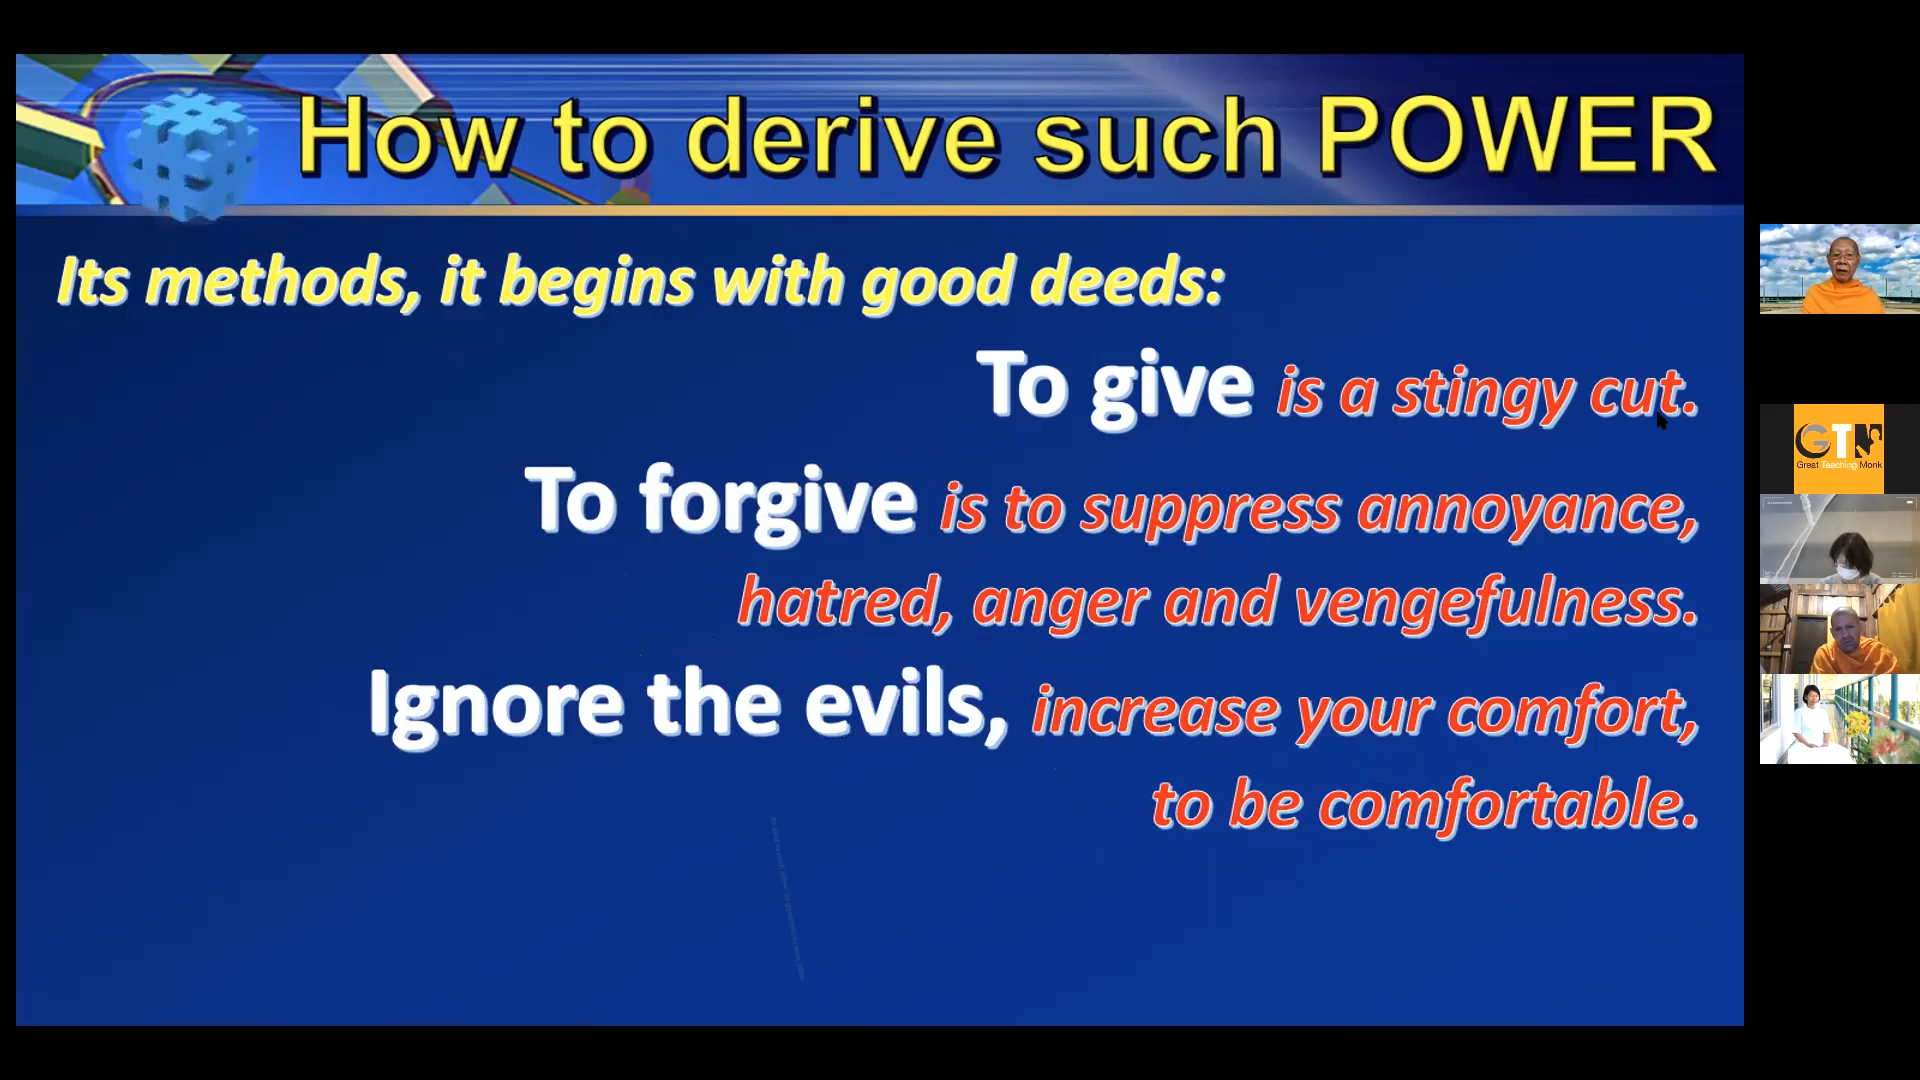 How to derive such POWER
Its methods, it begins with good deeds:
To give is a stingy cut.
To forgive is to suppress annoyance,
hatred, anger and vengefulness.
Ignore the evils, increase your comfort,
to be comfortable.
GTM
Great Teaching Monk